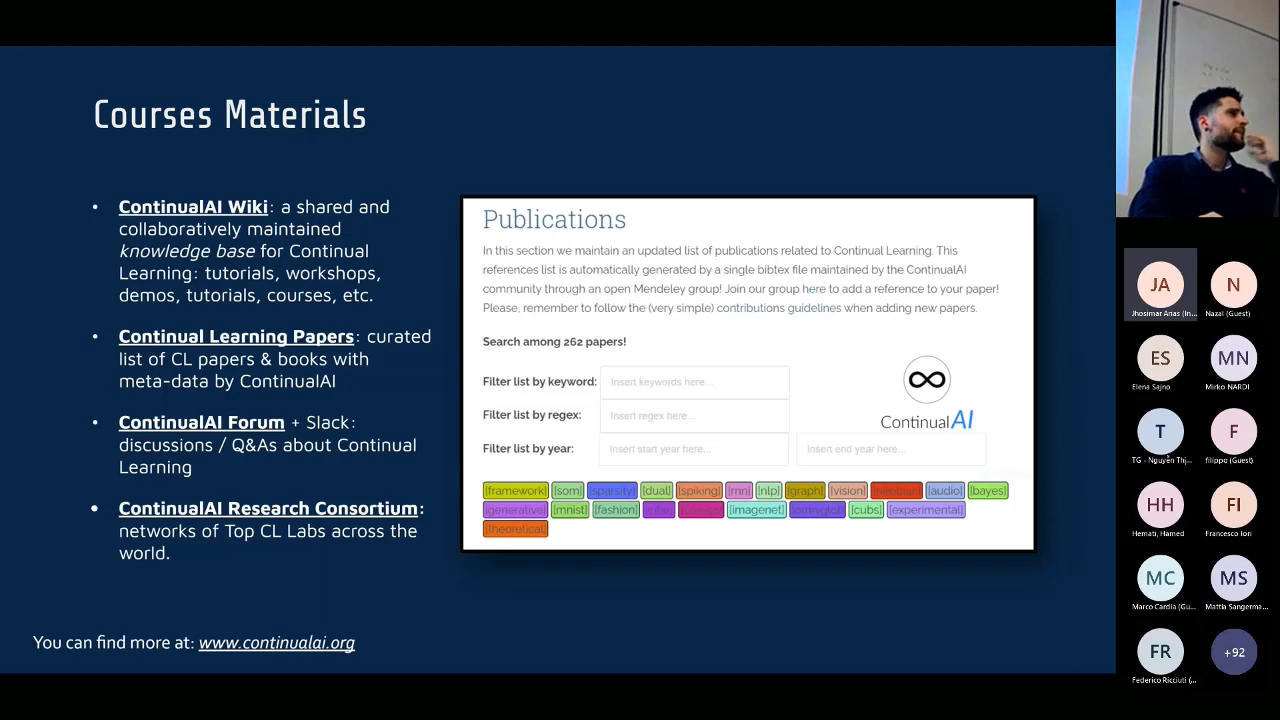 Courses Materials
• ContinualAI Wiki: a shared and
collaboratively maintained
knowledge base for Continual
Learning: tutorials, workshops,
demos, tutorials, courses, etc.
• Continual Learning Papers: curated
list of CL papers & books with
meta-data by ContinualAI
• ContinualAI Forum + Slack:
discussions / Q&As about Continual
Learning
• ContinualAI Research Consortium:
networks of Top CL Labs across the
world.
You can find more at: www.continualai.org
Publications
In this section we maintain an updated list of publications related to Continual Learning. This
references list is automatically generated by a single bibtex file maintained by the ContinualAI
community through an open Mendeley group! Join our group here to add a reference to your paper!
Please, remember to follow the (very simple) contributions guidelines when adding new papers.
Search among 262 papers!
Filter list by keyword: Insert keywords here...
Filter list by regex: Insert regex here...
Filter list by year: Insert start year here... Insert end year here...
ContinualAI
[framework] [som] [sparsity] [dual] [spiking] [rnn] [nlp] [graph] [vision] [audio] [bayes]
[generative] [mnist] [fashion] [cifar] [imagenet] [omniglot] [cubs] [experimental]
[theoretical]
JA
Jhosimar Arias (In...
N
Nazal (Guest)
ES
Elena Sajno
MN
Mirko NARDI
T
TG - Nguyễn Thị...
F
filippo (Guest)
HH
Hemati, Hamed
FI
Francesco Iori
MC
Marco Cardia (Gu...
MS
Mattia Sangerma...
FR
Federico Ricciuti (...
+92